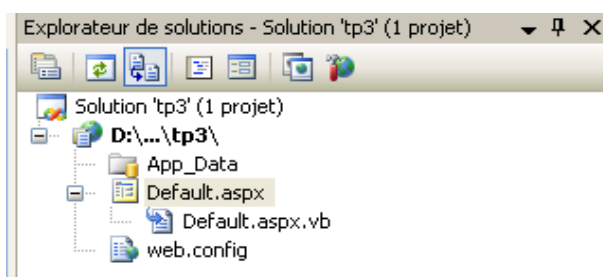 Explorateur de solutions - Solution 'tp3' (1 projet)
Solution 'tp3' (1 projet)
D:\...\tp3\
App_Data
Default.aspx
Default.aspx.vb
web.config